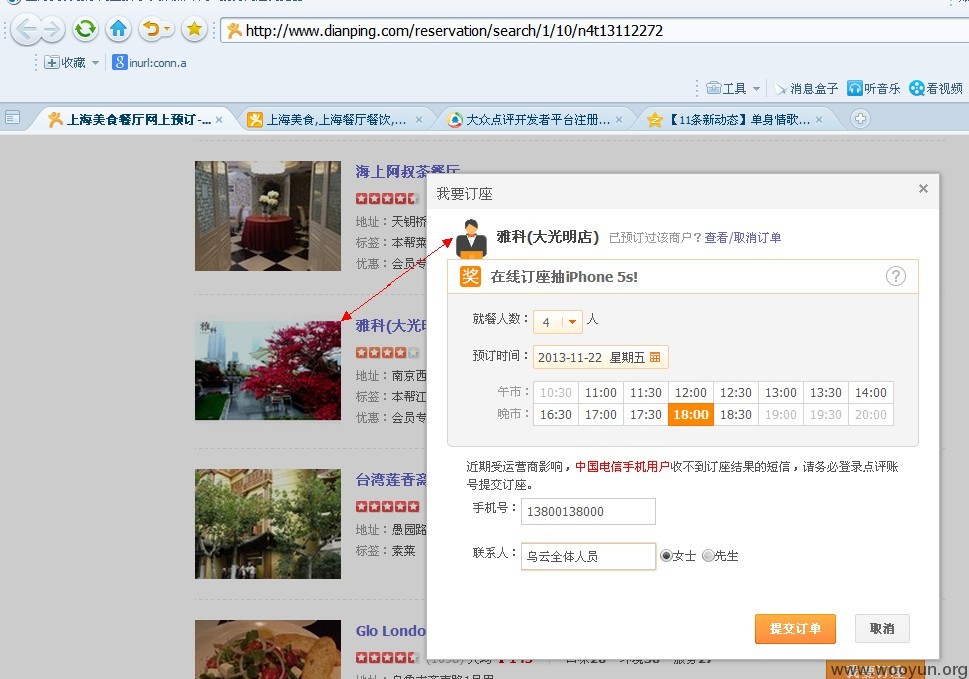 http://www.dianping.com/reservation/search/1/10/n4t13112272
收藏
inurl:conn.a
工具
消息盒子
听音乐
看视频
上海美食餐厅网上预订-...
上海美食,上海餐厅餐饮,...
大众点评开发者平台注册...
【11条新动态】单身情歌...
海上阿叔茶餐厅
地址：天钥桥
标签：本帮菜
优惠：会员专
雅科(大光明
地址：南京西
标签：本帮江
优惠：会员专
台湾莲香斋
地址：愚园路
标签：素菜
Glo Londo
我要订座
雅科(大光明店) 已预订过该商户？查看/取消订单
奖 在线订座抽iPhone 5s!
?
就餐人数： 4 人
预订时间： 2013-11-22 星期五
午市： 10:30 11:00 11:30 12:00 12:30 13:00 13:30 14:00
晚市： 16:30 17:00 17:30 18:00 18:30 19:00 19:30 20:00
近期受运营商影响，中国电信手机用户收不到订座结果的短信，请务必登录点评账
号提交订座。
手机号： 13800138000
联系人： 乌云全体人员 女士 先生
提交订单 取消
www.wooyun.org